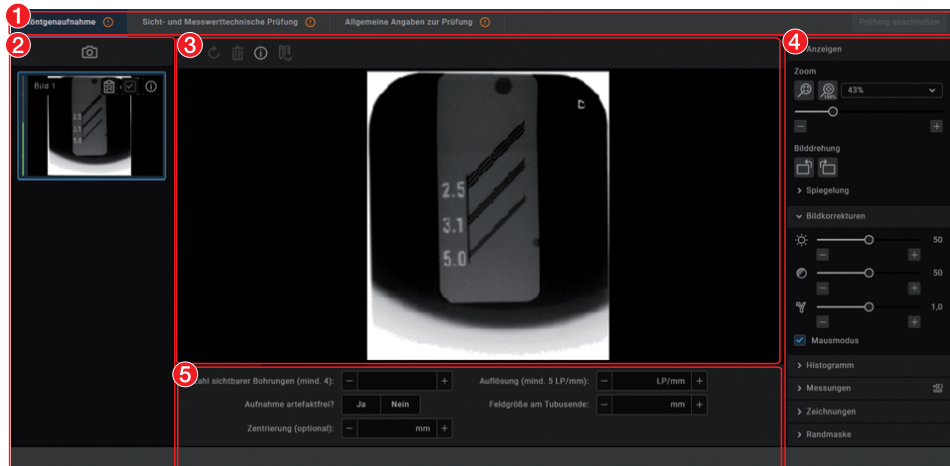 1
Röntgenaufnahme
Sicht- und Messwerttechnische Prüfung
Allgemeine Angaben zur Prüfung
Prüfung abschließen
2
Bild 1
2.5
3.1
5.0
3
2.5
3.1
5.0
D
4
Anzeigen
Zoom
100%
43%
Bilddrehung
Spiegelung
Bildkorrekturen
50
50
1,0
Mausmodus
Histogramm
Messungen
Zeichnungen
Randmaske
5
zahl sichtbarer Bohrungen (mind. 4):
Auflösung (mind. 5 LP/mm):
LP/mm
Aufnahme artefaktfrei?
Ja
Nein
Feldgröße am Tubusende:
mm
Zentrierung (optional):
mm